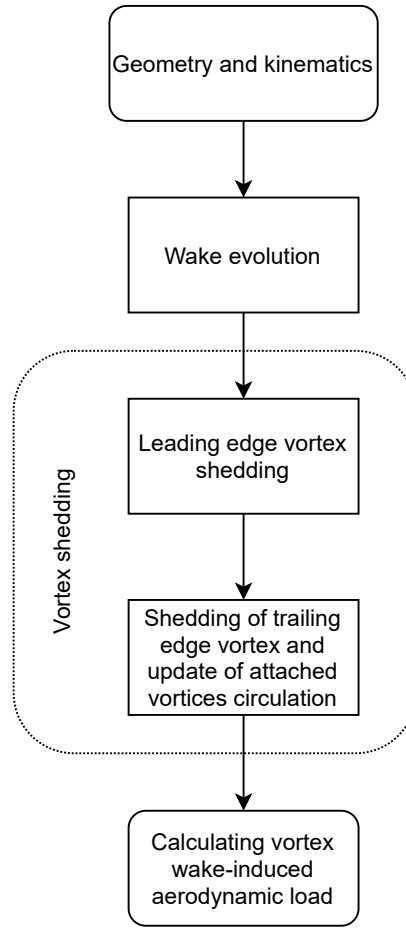 Geometry and kinematics
Wake evolution
Vortex shedding
Leading edge vortex
shedding
Shedding of trailing
edge vortex and
update of attached
vortices circulation
Calculating vortex
wake-induced
aerodynamic load